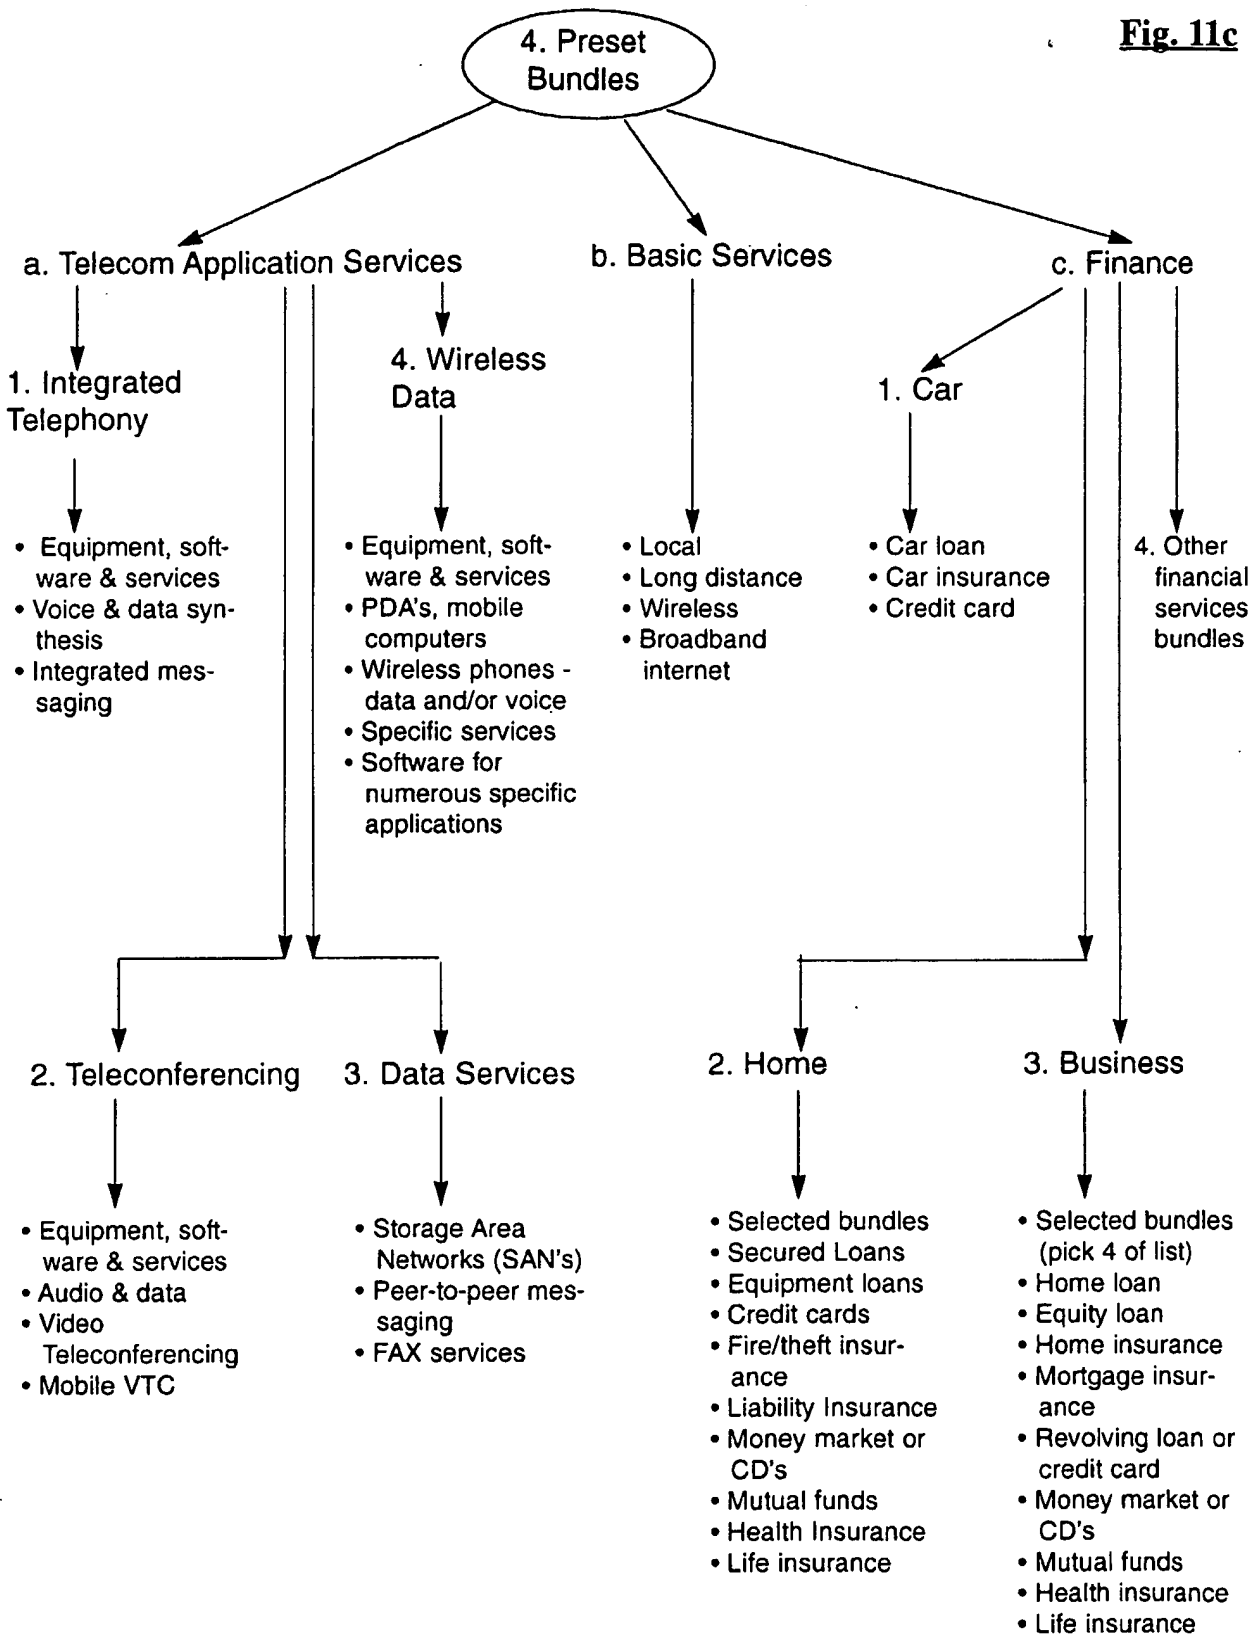 Fig. 11c
4. Preset
Bundles
a. Telecom Application Services
b. Basic Services
c. Finance
1. Integrated
Telephony
4. Wireless
Data
1. Car
• Equipment, soft-
ware & services
• Voice & data syn-
thesis
• Integrated mes-
saging
• Equipment, soft-
ware & services
• PDA's, mobile
computers
• Wireless phones -
data and/or voice
• Specific services
• Software for
numerous specific
applications
• Local
• Long distance
• Wireless
• Broadband
internet
• Car loan
• Car insurance
• Credit card
4. Other
financial
services
bundles
2. Teleconferencing
3. Data Services
2. Home
3. Business
• Equipment, soft-
ware & services
• Audio & data
• Video
Teleconferencing
• Mobile VTC
• Storage Area
Networks (SAN's)
• Peer-to-peer mes-
saging
• FAX services
• Selected bundles
• Secured Loans
• Equipment loans
• Credit cards
• Fire/theft insur-
ance
• Liability Insurance
• Money market or
CD's
• Mutual funds
• Health Insurance
• Life insurance
• Selected bundles
(pick 4 of list)
• Home loan
• Equity loan
• Home insurance
• Mortgage insur-
ance
• Revolving loan or
credit card
• Money market or
CD's
• Mutual funds
• Health insurance
• Life insurance